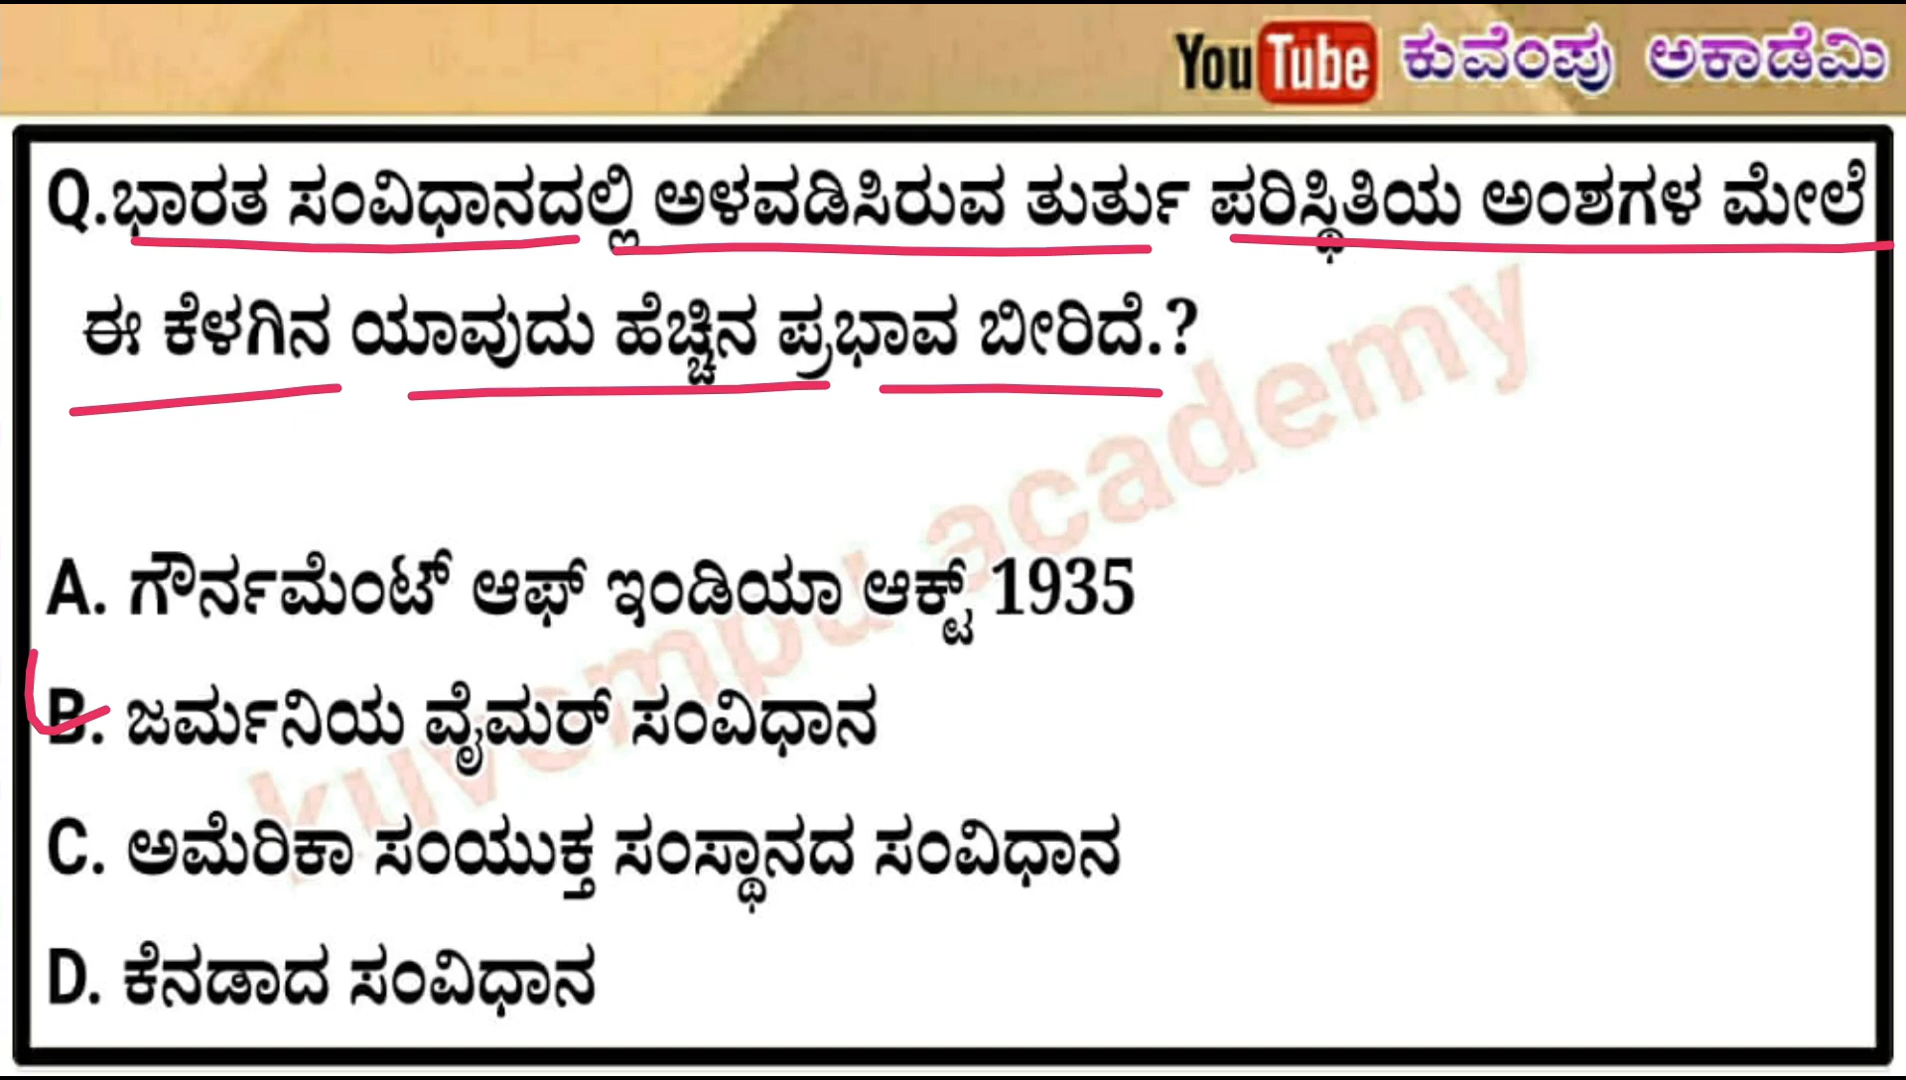 YouTube ಕುವೆಂಪು ಅಕಾಡೆಮಿ
Q.ಭಾರತ ಸಂವಿಧಾನದಲ್ಲಿ ಅಳವಡಿಸಿರುವ ತುರ್ತು ಪರಿಸ್ಥಿತಿಯ ಅಂಶಗಳ ಮೇಲೆ
ಈ ಕೆಳಗಿನ ಯಾವುದು ಹೆಚ್ಚಿನ ಪ್ರಭಾವ ಬೀರಿದೆ.?
A. ಗೌರ್ನಮೆಂಟ್ ಆಫ್ ಇಂಡಿಯಾ ಆಕ್ಟ್ 1935
B. ಜರ್ಮನಿಯ ವೈಮರ್ ಸಂವಿಧಾನ
C. ಅಮೆರಿಕಾ ಸಂಯುಕ್ತ ಸಂಸ್ಥಾನದ ಸಂವಿಧಾನ
D. ಕೆನಡಾದ ಸಂವಿಧಾನ
kuvempu academy